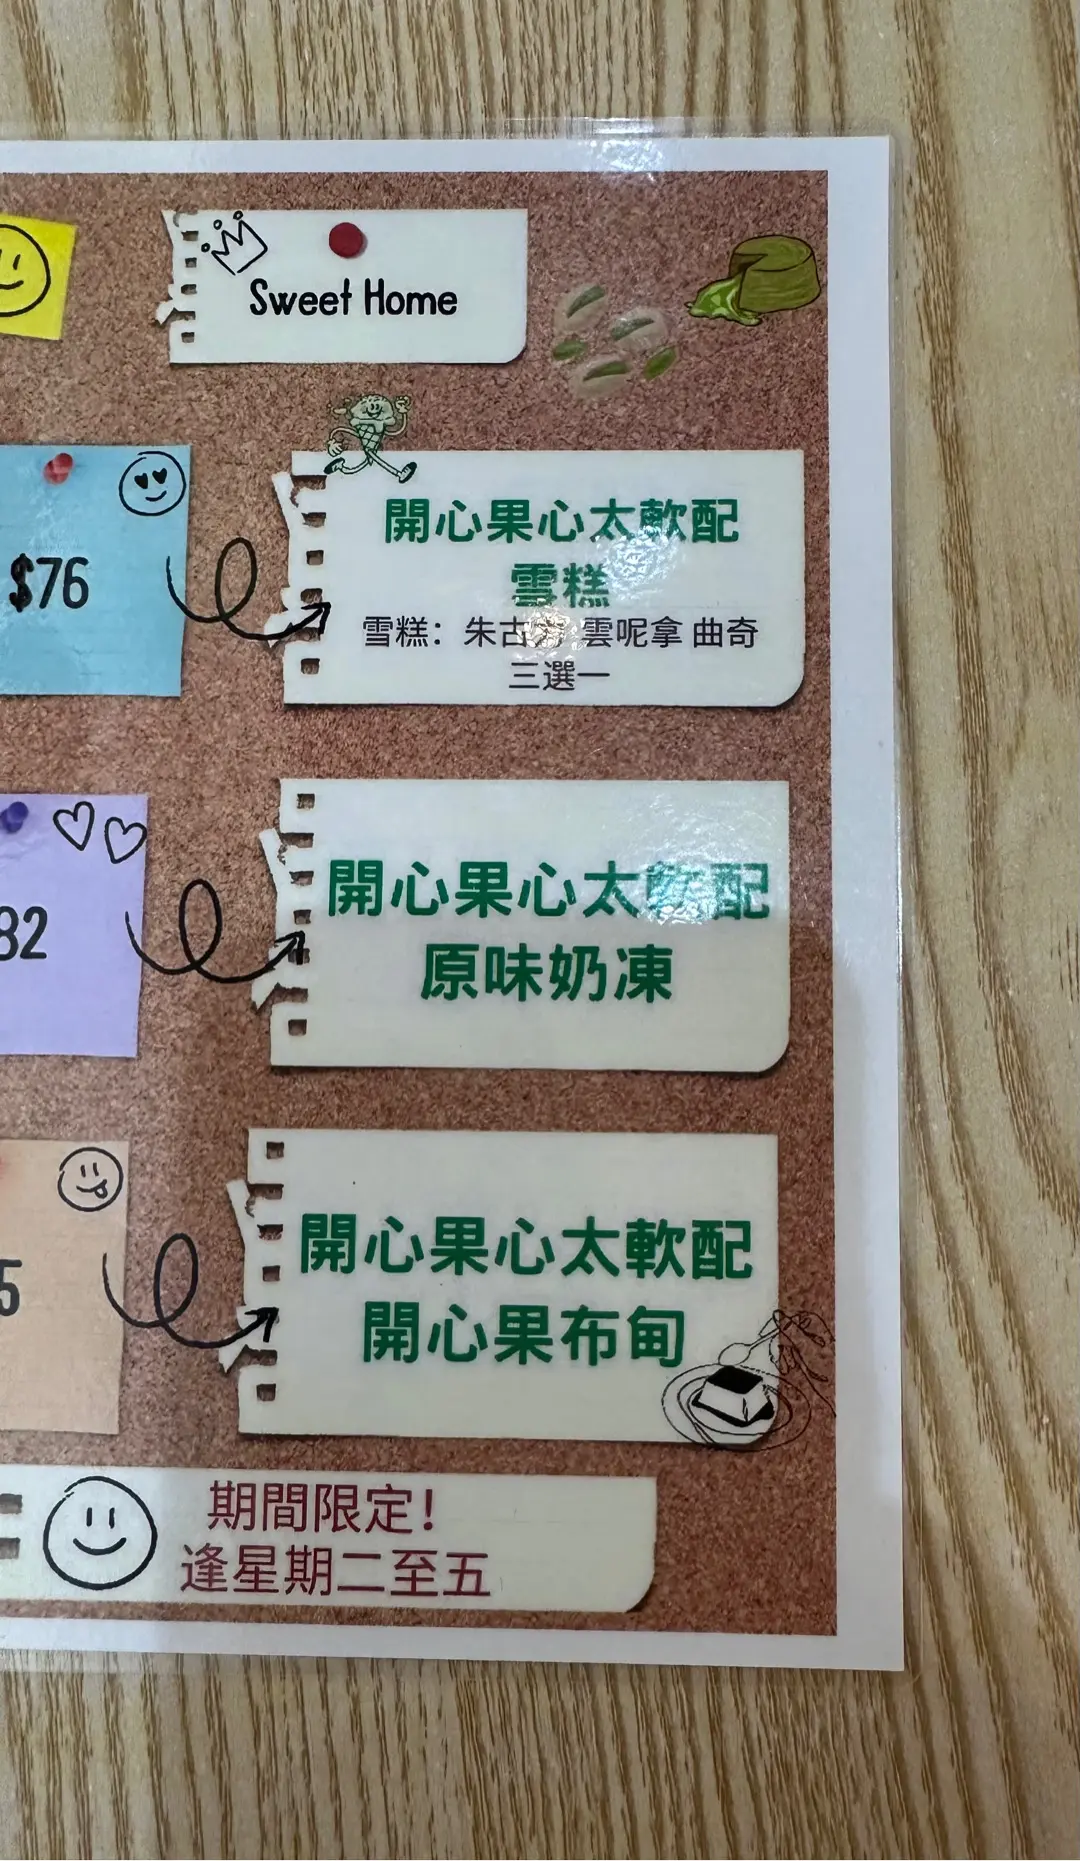 Sweet Home
$76
開心果心太軟配
雪糕
雪糕：朱古力 雲呢拿 曲奇
三選一
82
開心果心太軟配
原味奶凍
5
開心果心太軟配
開心果布甸
期間限定！
逢星期二至五